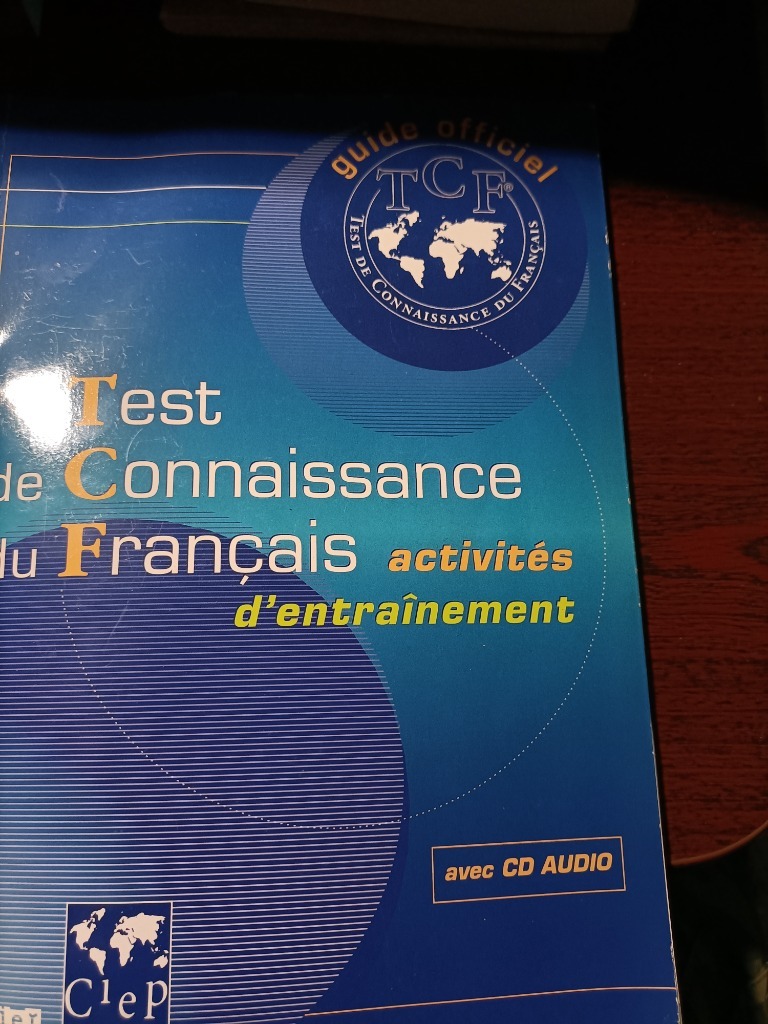 guide officiel
TCF®
TEST DE CONNAISSANCE DU FRANÇAIS
Test
de Connaissance
du Français activités
d'entraînement
avec CD AUDIO
CIEP